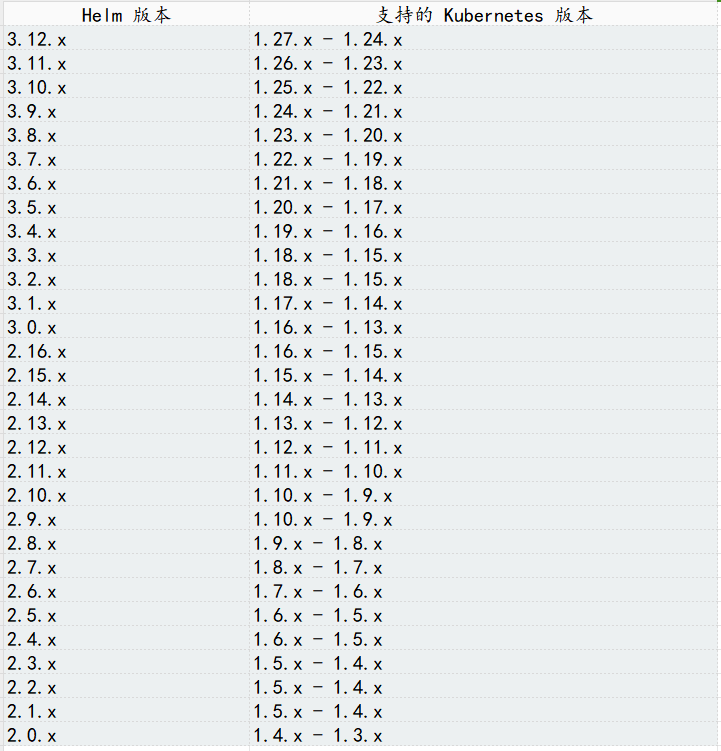 Helm 版本 支持的 Kubernetes 版本
3.12.x 1.27.x - 1.24.x
3.11.x 1.26.x - 1.23.x
3.10.x 1.25.x - 1.22.x
3.9.x 1.24.x - 1.21.x
3.8.x 1.23.x - 1.20.x
3.7.x 1.22.x - 1.19.x
3.6.x 1.21.x - 1.18.x
3.5.x 1.20.x - 1.17.x
3.4.x 1.19.x - 1.16.x
3.3.x 1.18.x - 1.15.x
3.2.x 1.18.x - 1.15.x
3.1.x 1.17.x - 1.14.x
3.0.x 1.16.x - 1.13.x
2.16.x 1.16.x - 1.15.x
2.15.x 1.15.x - 1.14.x
2.14.x 1.14.x - 1.13.x
2.13.x 1.13.x - 1.12.x
2.12.x 1.12.x - 1.11.x
2.11.x 1.11.x - 1.10.x
2.10.x 1.10.x - 1.9.x
2.9.x 1.10.x - 1.9.x
2.8.x 1.9.x - 1.8.x
2.7.x 1.8.x - 1.7.x
2.6.x 1.7.x - 1.6.x
2.5.x 1.6.x - 1.5.x
2.4.x 1.6.x - 1.5.x
2.3.x 1.5.x - 1.4.x
2.2.x 1.5.x - 1.4.x
2.1.x 1.5.x - 1.4.x
2.0.x 1.4.x - 1.3.x